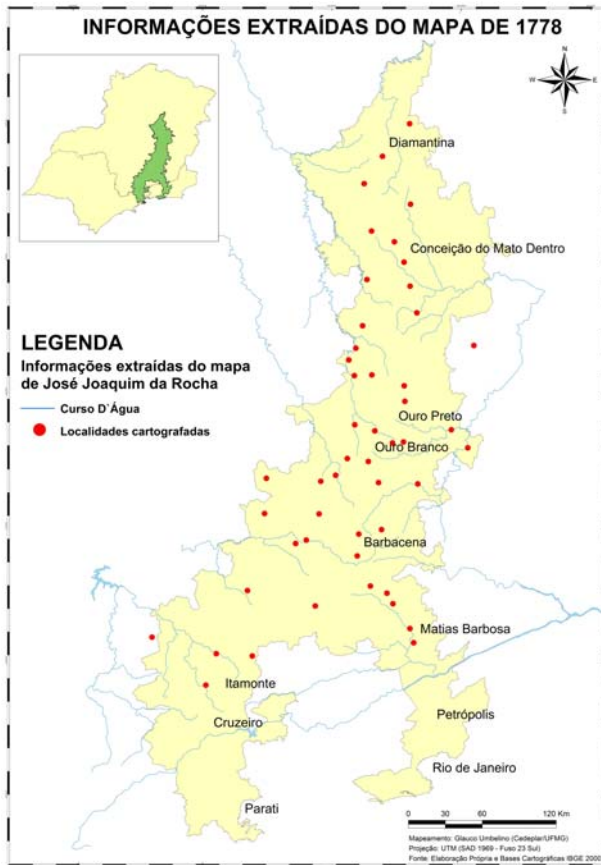 INFORMAÇÕES EXTRAÍDAS DO MAPA DE 1778
N
W
E
S
Diamantina
Conceição do Mato Dentro
LEGENDA
Informações extraídas do mapa
de José Joaquim da Rocha
Curso D`Água
Localidades cartografadas
Ouro Preto
Ouro Branco
Barbacena
Matias Barbosa
Itamonte
Cruzeiro
Petrópolis
Rio de Janeiro
Parati
0 30 60 120 Km
Mapeamento: Glauco Umbelino (Cedeplar/UFMG)
Projeção: UTM (SAD 1969 - Fuso 23 Sul)
Fonte: Elaboração Própria e Bases Cartográficas IBGE